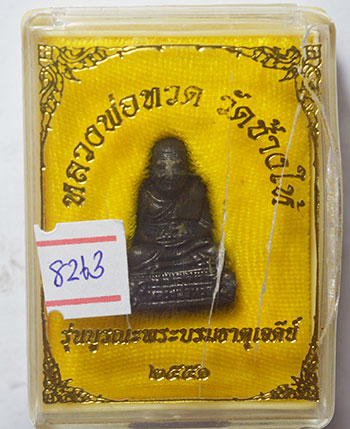 หลวงพ่อทวด วัดช้างให้
8263
รุ่นบูรณะพระบรมธาตุเจดีย์
๒๕๕๑